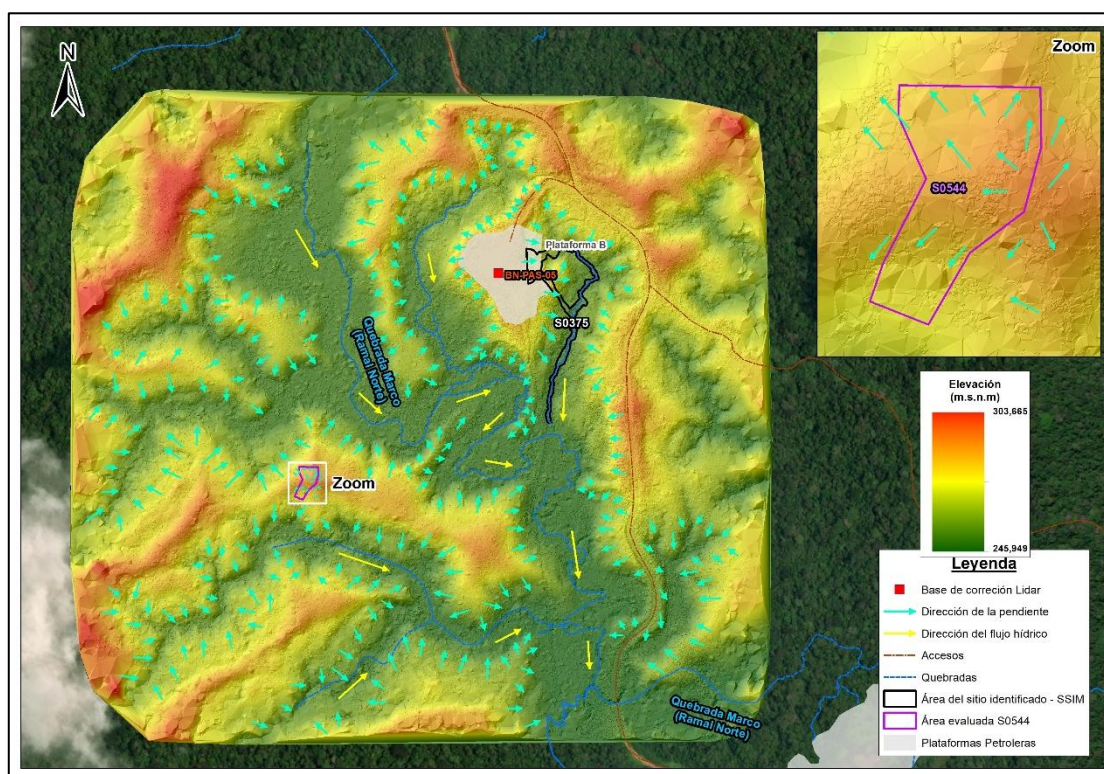 N
Zoom
S0544
Plataforma B
BN-PAS-05
S0375
Quebrada Marco
(Ramal Norte)
Zoom
Elevación
(m.s.n.m)
303,665
245,949
Leyenda
Base de correción Lidar
Dirección de la pendiente
Dirección del flujo hídrico
Accesos
Quebradas
Área del sitio identificado - SSIM
Área evaluada S0544
Plataformas Petroleras
Quebrada Marco
(Ramal Norte)